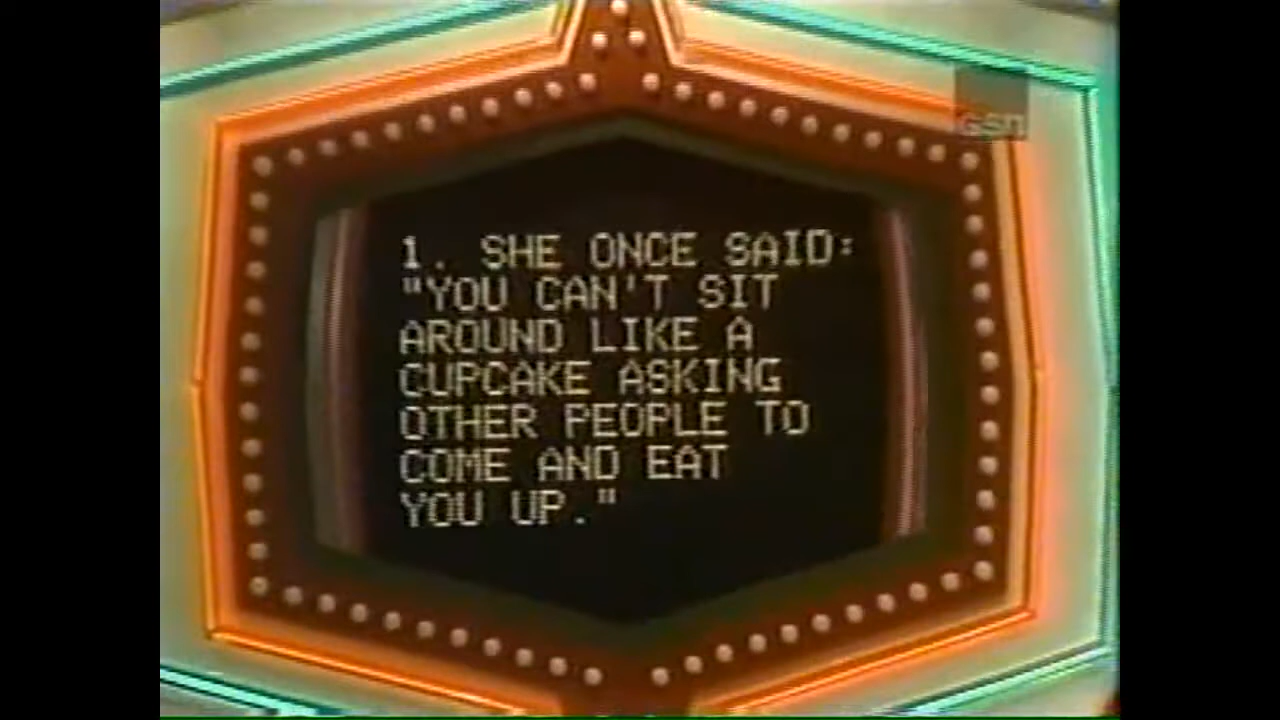 GSN
1. SHE ONCE SAID:
"YOU CAN'T SIT
AROUND LIKE A
CUPCAKE ASKING
OTHER PEOPLE TO
COME AND EAT
YOU UP."